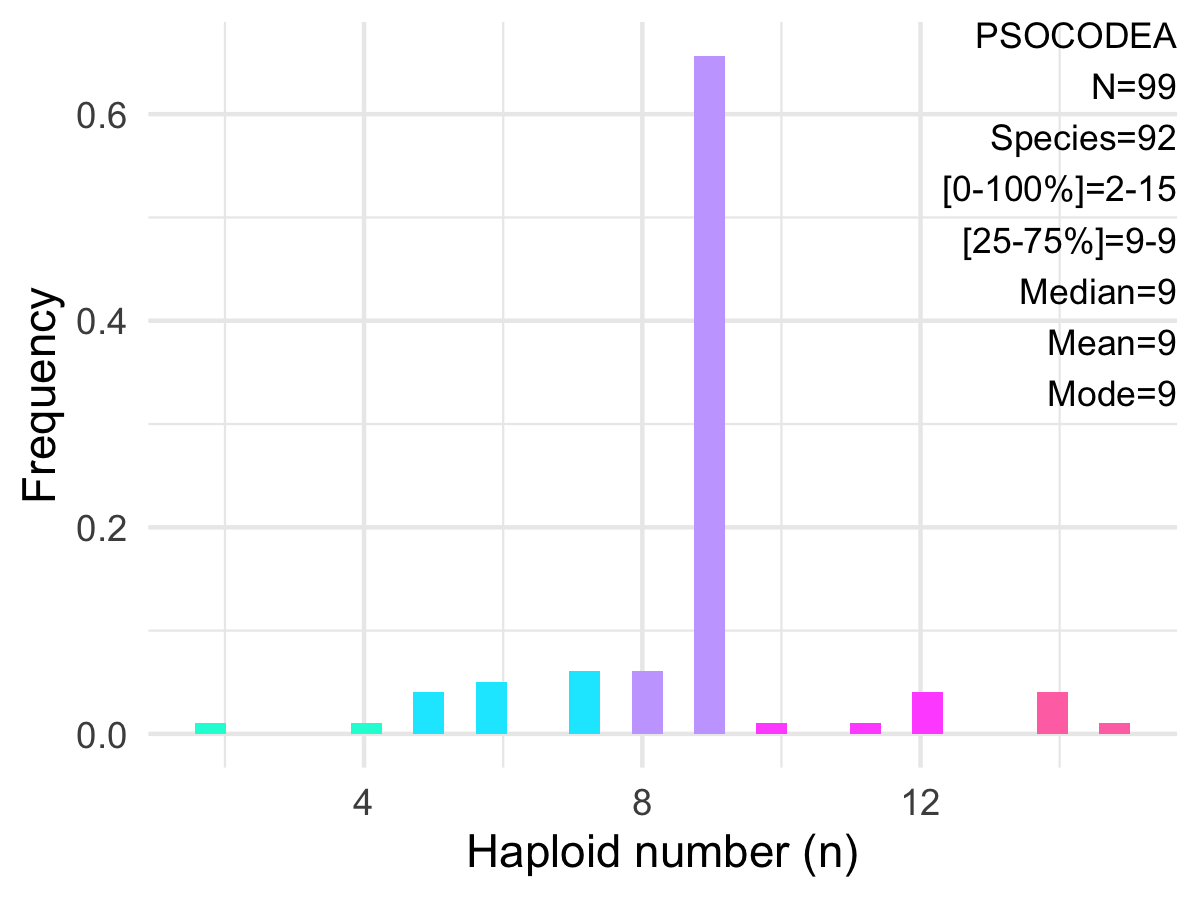 PSOCODEA
N=99
Species=92
[0-100%]=2-15
[25-75%]=9-9
Median=9
Mean=9
Mode=9
Frequency
0.6
0.4
0.2
0.0
4 8 12
Haploid number (n)